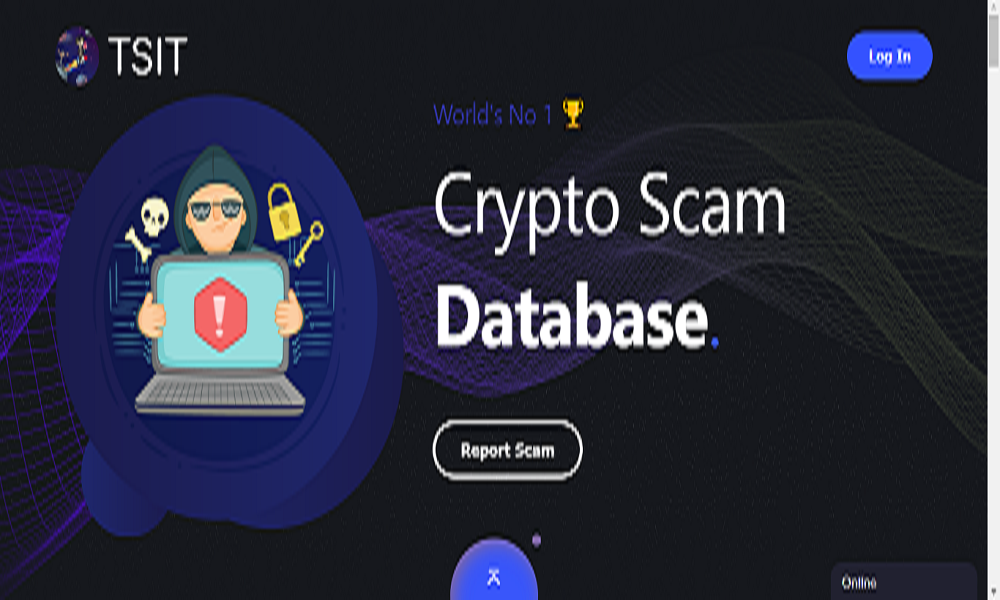 TSIT
Log In
World's No 1
Crypto Scam
Database.
Report Scam
Online